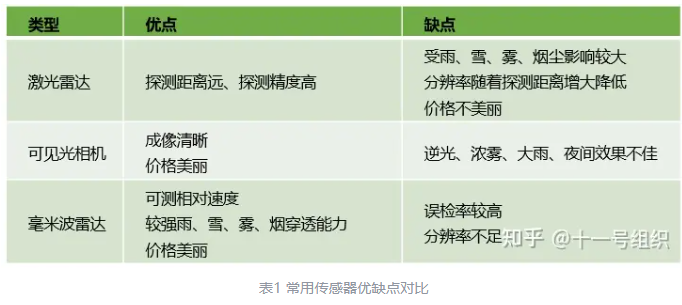 类型 优点 缺点
激光雷达 探测距离远、探测精度高 受雨、雪、雾、烟尘影响较大
分辨率随着探测距离增大降低
价格不美丽
可见光相机 成像清晰 逆光、浓雾、大雨、夜间效果不佳
价格美丽
毫米波雷达 可测相对速度 误检率较高
较强雨、雪、雾、烟穿透能力 分辨率不足
价格美丽
知乎 @十一号组织
表1 常用传感器优缺点对比